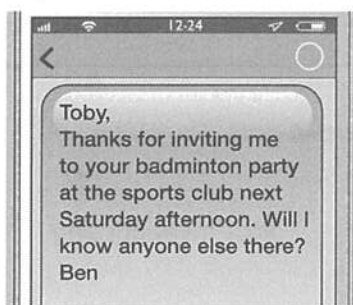 12-24
Toby,
Thanks for inviting me
to your badminton party
at the sports club next
Saturday afternoon. Will I
know anyone else there?
Ben